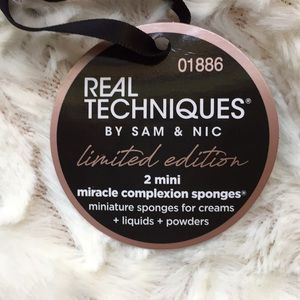 01886
REAL
TECHNIQUES®
BY SAM & NIC
limited edition
2 mini
miracle complexion sponges®
miniature sponges for creams
+ liquids + powders